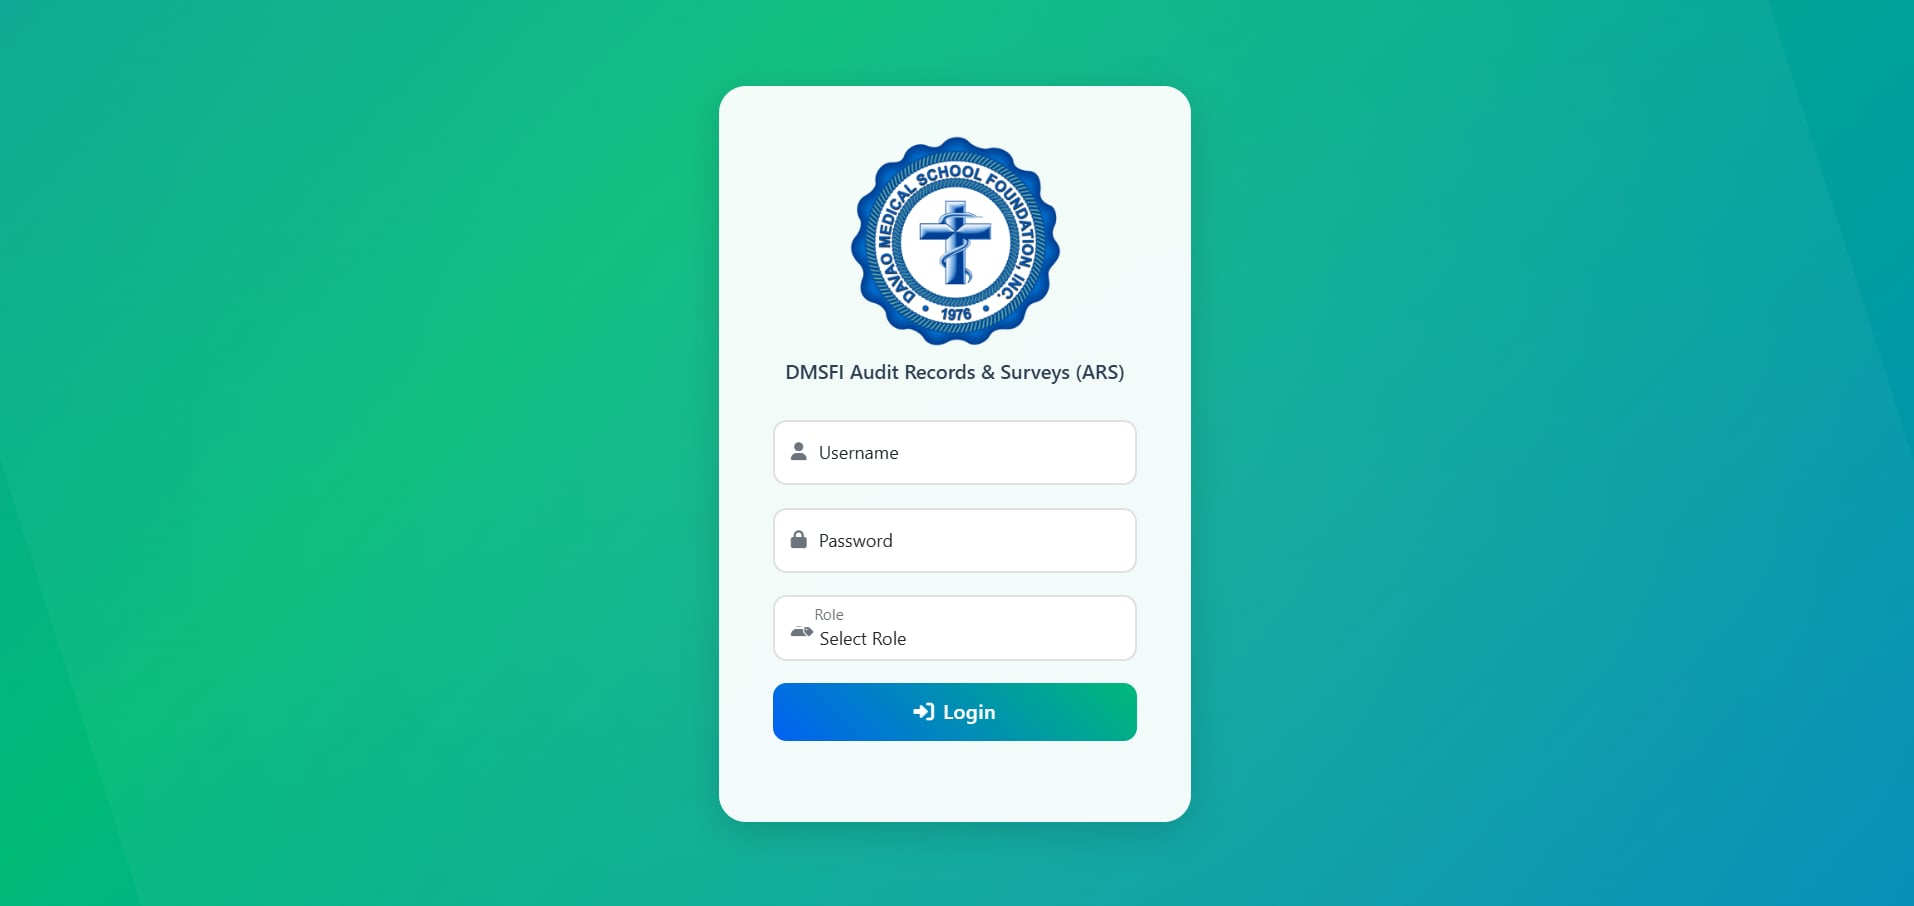 DAVAO MEDICAL SCHOOL FOUNDATION, INC.
1976
DMSFI Audit Records & Surveys (ARS)
Username
Password
Role
Select Role
Login